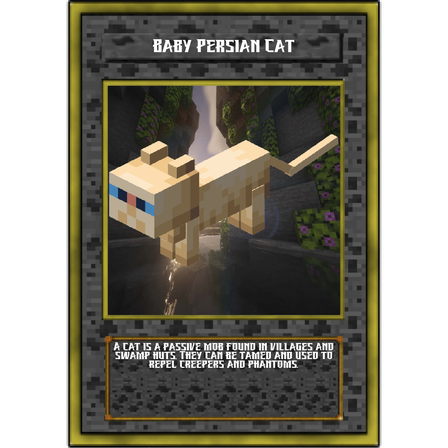 BABY PERSIAN CAT
A CAT IS A PASSIVE MOB FOUND IN VILLAGES AND
SWAMP HUTS. THEY CAN BE TAMED AND USED TO
REPEL CREEPERS AND PHANTOMS.